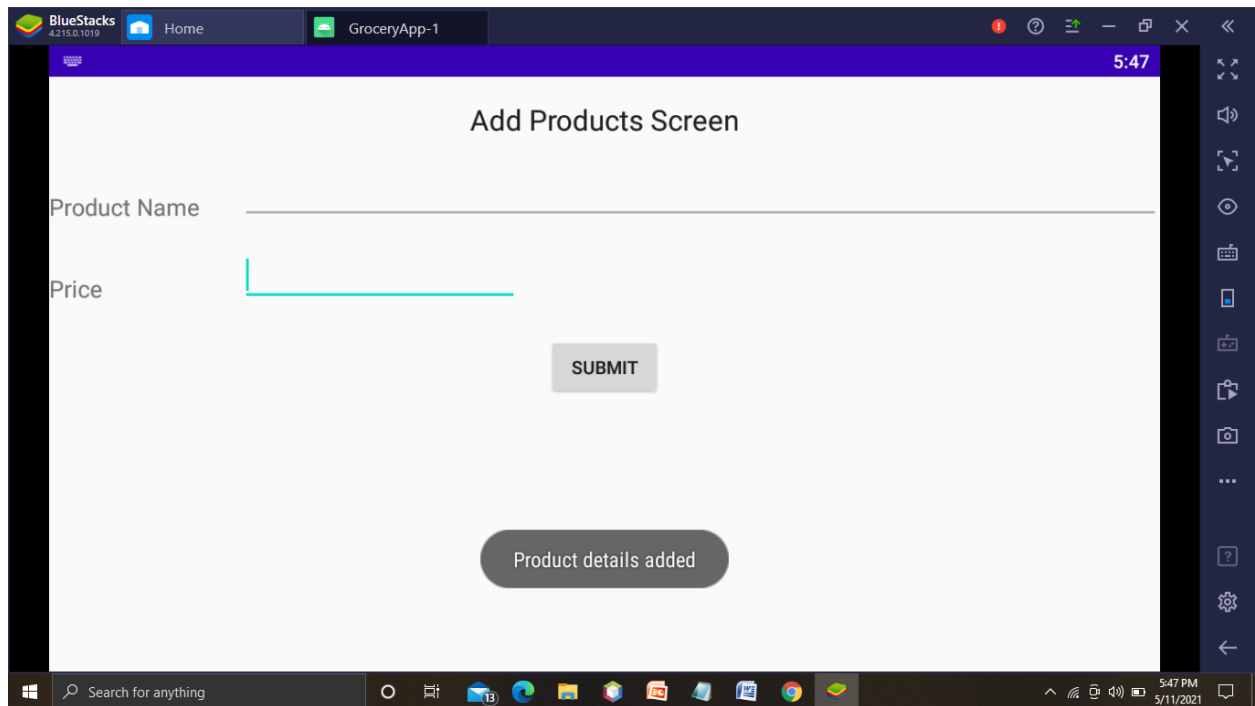 BlueStacks
4.215.0.1019
Home
GroceryApp-1
5:47
Add Products Screen
Product Name
Price
SUBMIT
Product details added
Search for anything
13
5:47 PM
5/11/2021